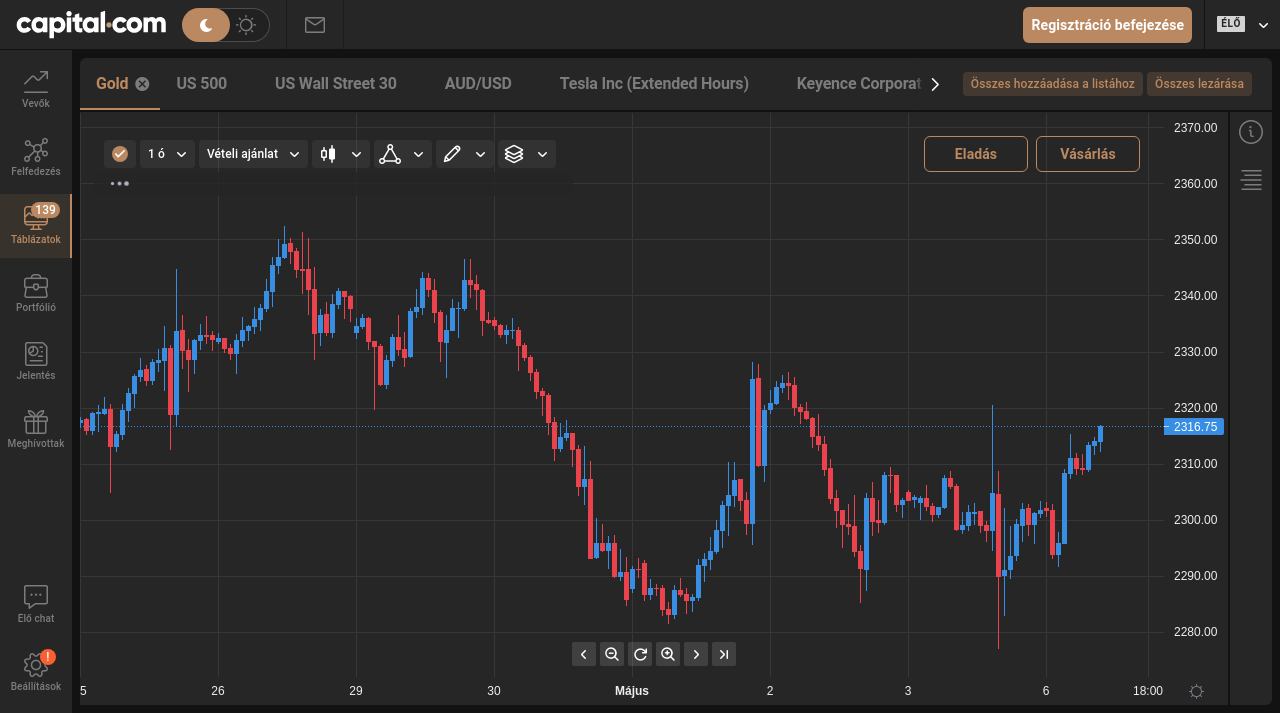 capital.com
Regisztráció befejezése
ÉLŐ
Vevők
Felfedezés
139
Táblázatok
Portfólió
Jelentés
Meghívottak
Élő chat
!
Beállítások
Gold
US 500
US Wall Street 30
AUD/USD
Tesla Inc (Extended Hours)
Keyence Corporat
Összes hozzáadása a listához
Összes lezárása
1 ó
Vételi ajánlat
Eladás
Vásárlás
2370.00
2360.00
2350.00
2340.00
2330.00
2320.00
2316.75
2310.00
2300.00
2290.00
2280.00
5
26
29
30
Május
2
3
6
18:00